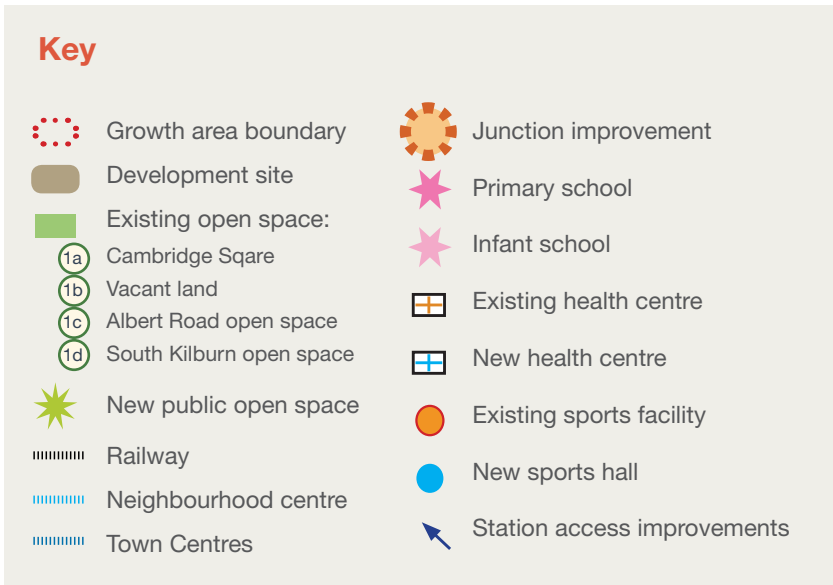 Key
Growth area boundary
Development site
Existing open space:
1a Cambridge Sqare
1b Vacant land
1c Albert Road open space
1d South Kilburn open space
New public open space
Railway
Neighbourhood centre
Town Centres
Junction improvement
Primary school
Infant school
Existing health centre
New health centre
Existing sports facility
New sports hall
Station access improvements